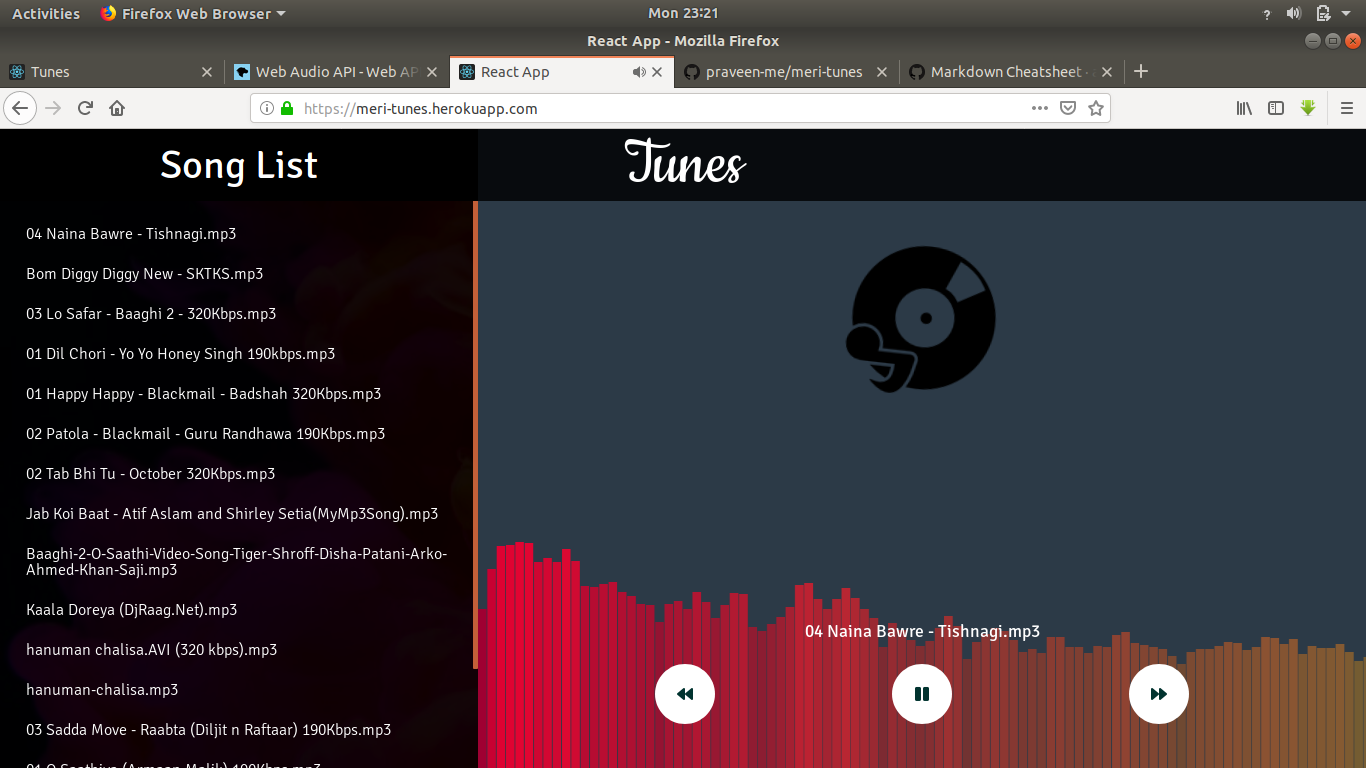 Activities Firefox Web Browser Mon 23:21
React App - Mozilla Firefox
Tunes Web Audio API - Web AP React App praveen-me/meri-tunes Markdown Cheatsheet ·
https://meri-tunes.herokuapp.com
Song List Tunes
04 Naina Bawre - Tishnagi.mp3
Bom Diggy Diggy New - SKTKS.mp3
03 Lo Safar - Baaghi 2 - 320Kbps.mp3
01 Dil Chori - Yo Yo Honey Singh 190kbps.mp3
01 Happy Happy - Blackmail - Badshah 320Kbps.mp3
02 Patola - Blackmail - Guru Randhawa 190Kbps.mp3
02 Tab Bhi Tu - October 320Kbps.mp3
Jab Koi Baat - Atif Aslam and Shirley Setia(MyMp3Song).mp3
Baaghi-2-O-Saathi-Video-Song-Tiger-Shroff-Disha-Patani-Arko-
Ahmed-Khan-Saji.mp3
Kaala Doreya (DjRaag.Net).mp3
hanuman chalisa.AVI (320 kbps).mp3
hanuman-chalisa.mp3
03 Sadda Move - Raabta (Diljit n Raftaar) 190Kbps.mp3
01 O Saathiya (Armaan Malik) 190Kbps.mp3
04 Naina Bawre - Tishnagi.mp3